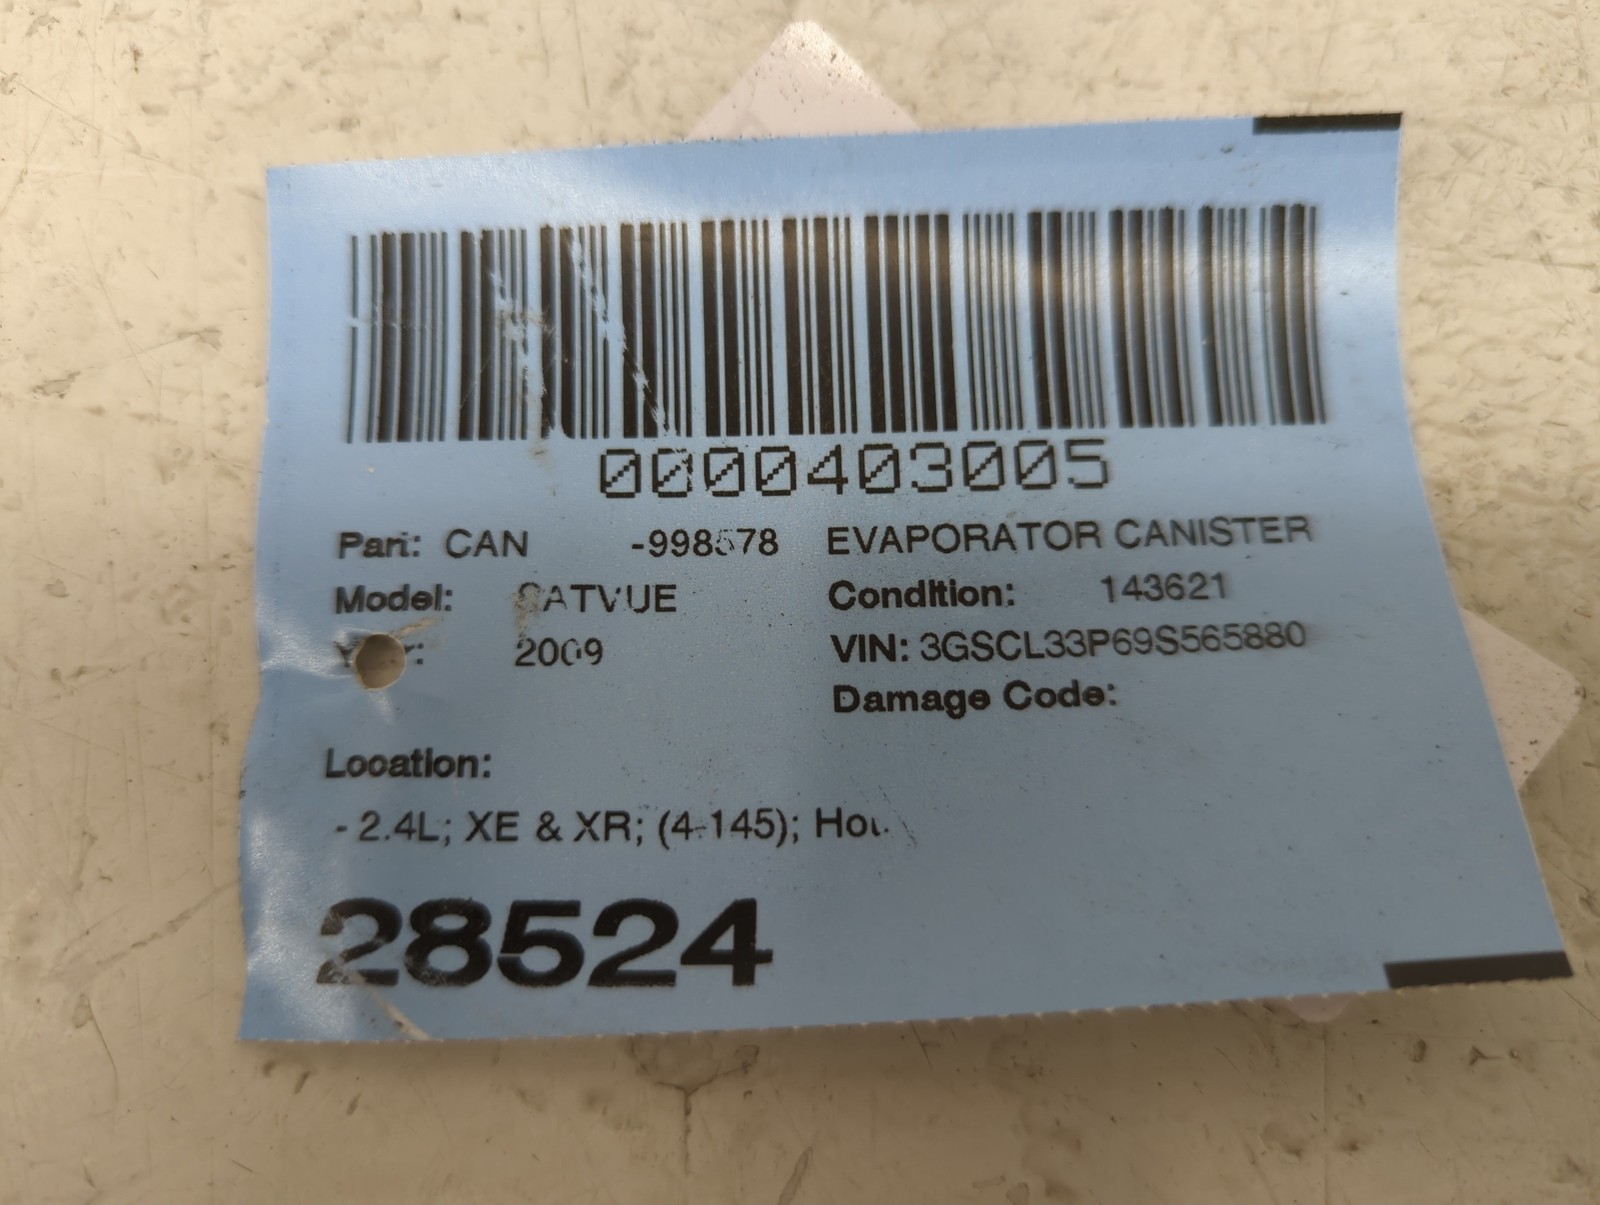 0000403005
Part: CAN -998578 EVAPORATOR CANISTER
Model: SATVUE Condition: 143621
2009 VIN: 3GSCL33P69S565880
Damage Code:
Location:
- 2.4L; XE & XR; (4-145);
28524